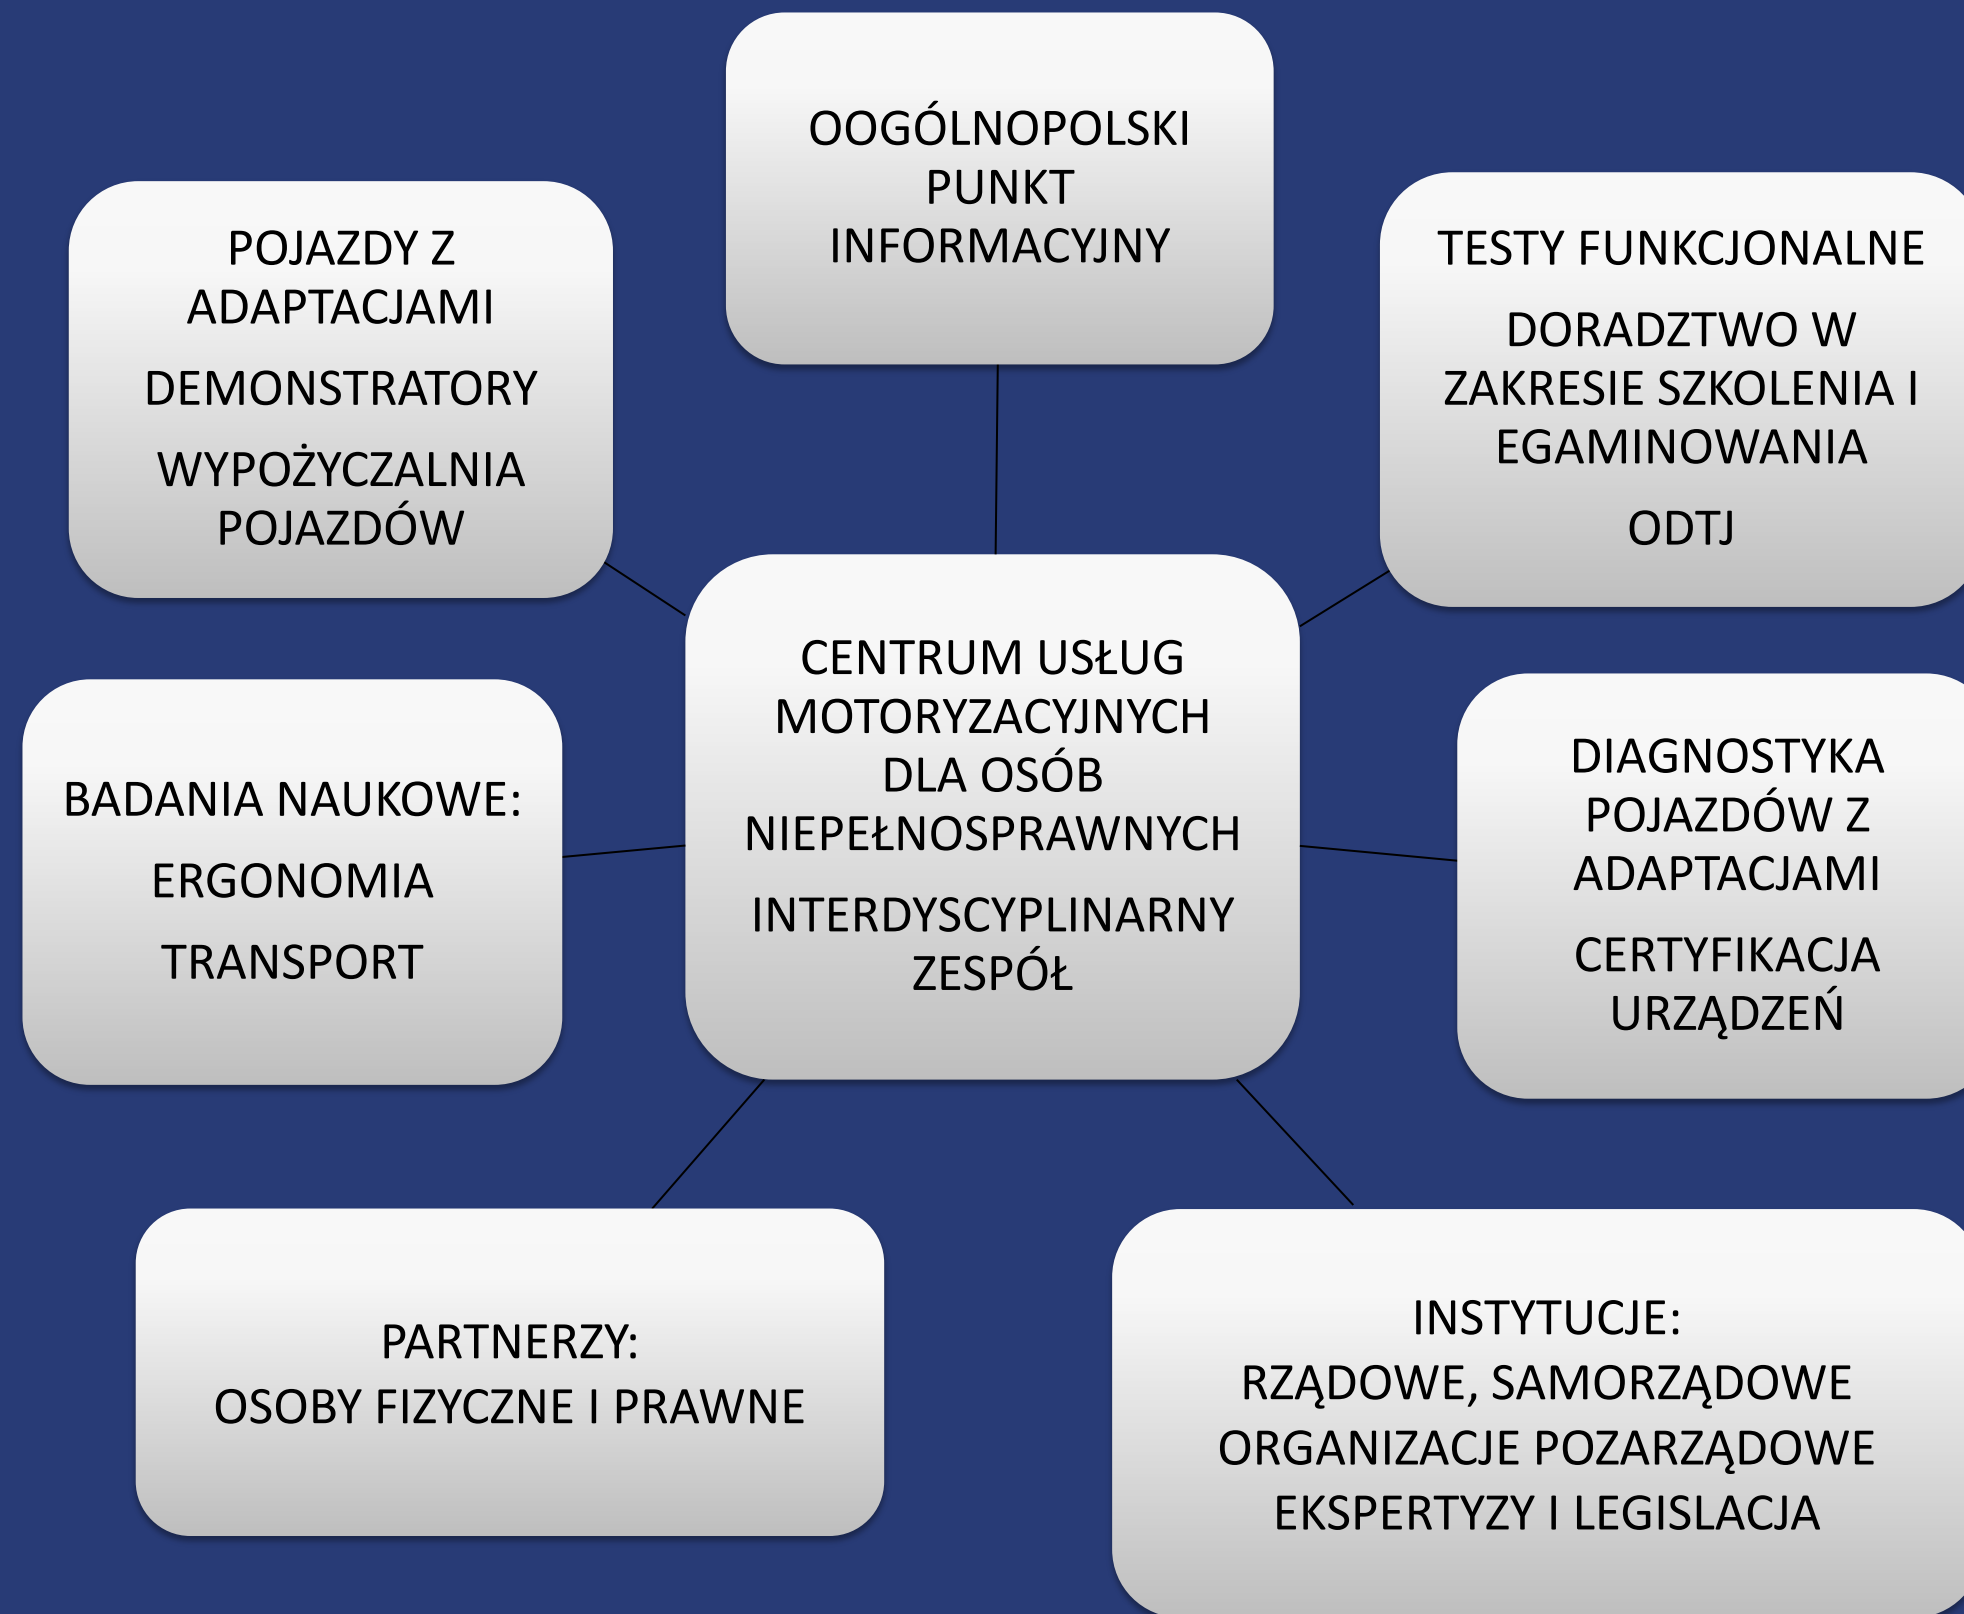 OOGÓLNOPOLSKI
PUNKT
INFORMACYJNY
POJAZDY Z
ADAPTACJAMI
DEMONSTRATORY
WYPOŻYCZALNIA
POJAZDÓW
TESTY FUNKCJONALNE
DORADZTWO W
ZAKRESIE SZKOLENIA I
EGAMINOWANIA
ODTJ
CENTRUM USŁUG
MOTORYZACYJNYCH
DLA OSÓB
NIEPEŁNOSPRAWNYCH
INTERDYSCYPLINARNY
ZESPÓŁ
BADANIA NAUKOWE:
ERGONOMIA
TRANSPORT
DIAGNOSTYKA
POJAZDÓW Z
ADAPTACJAMI
CERTYFIKACJA
URZĄDZEŃ
PARTNERZY:
OSOBY FIZYCZNE I PRAWNE
INSTYTUCJE:
RZĄDOWE, SAMORZĄDOWE
ORGANIZACJE POZARZĄDOWE
EKSPERTYZY I LEGISLACJA